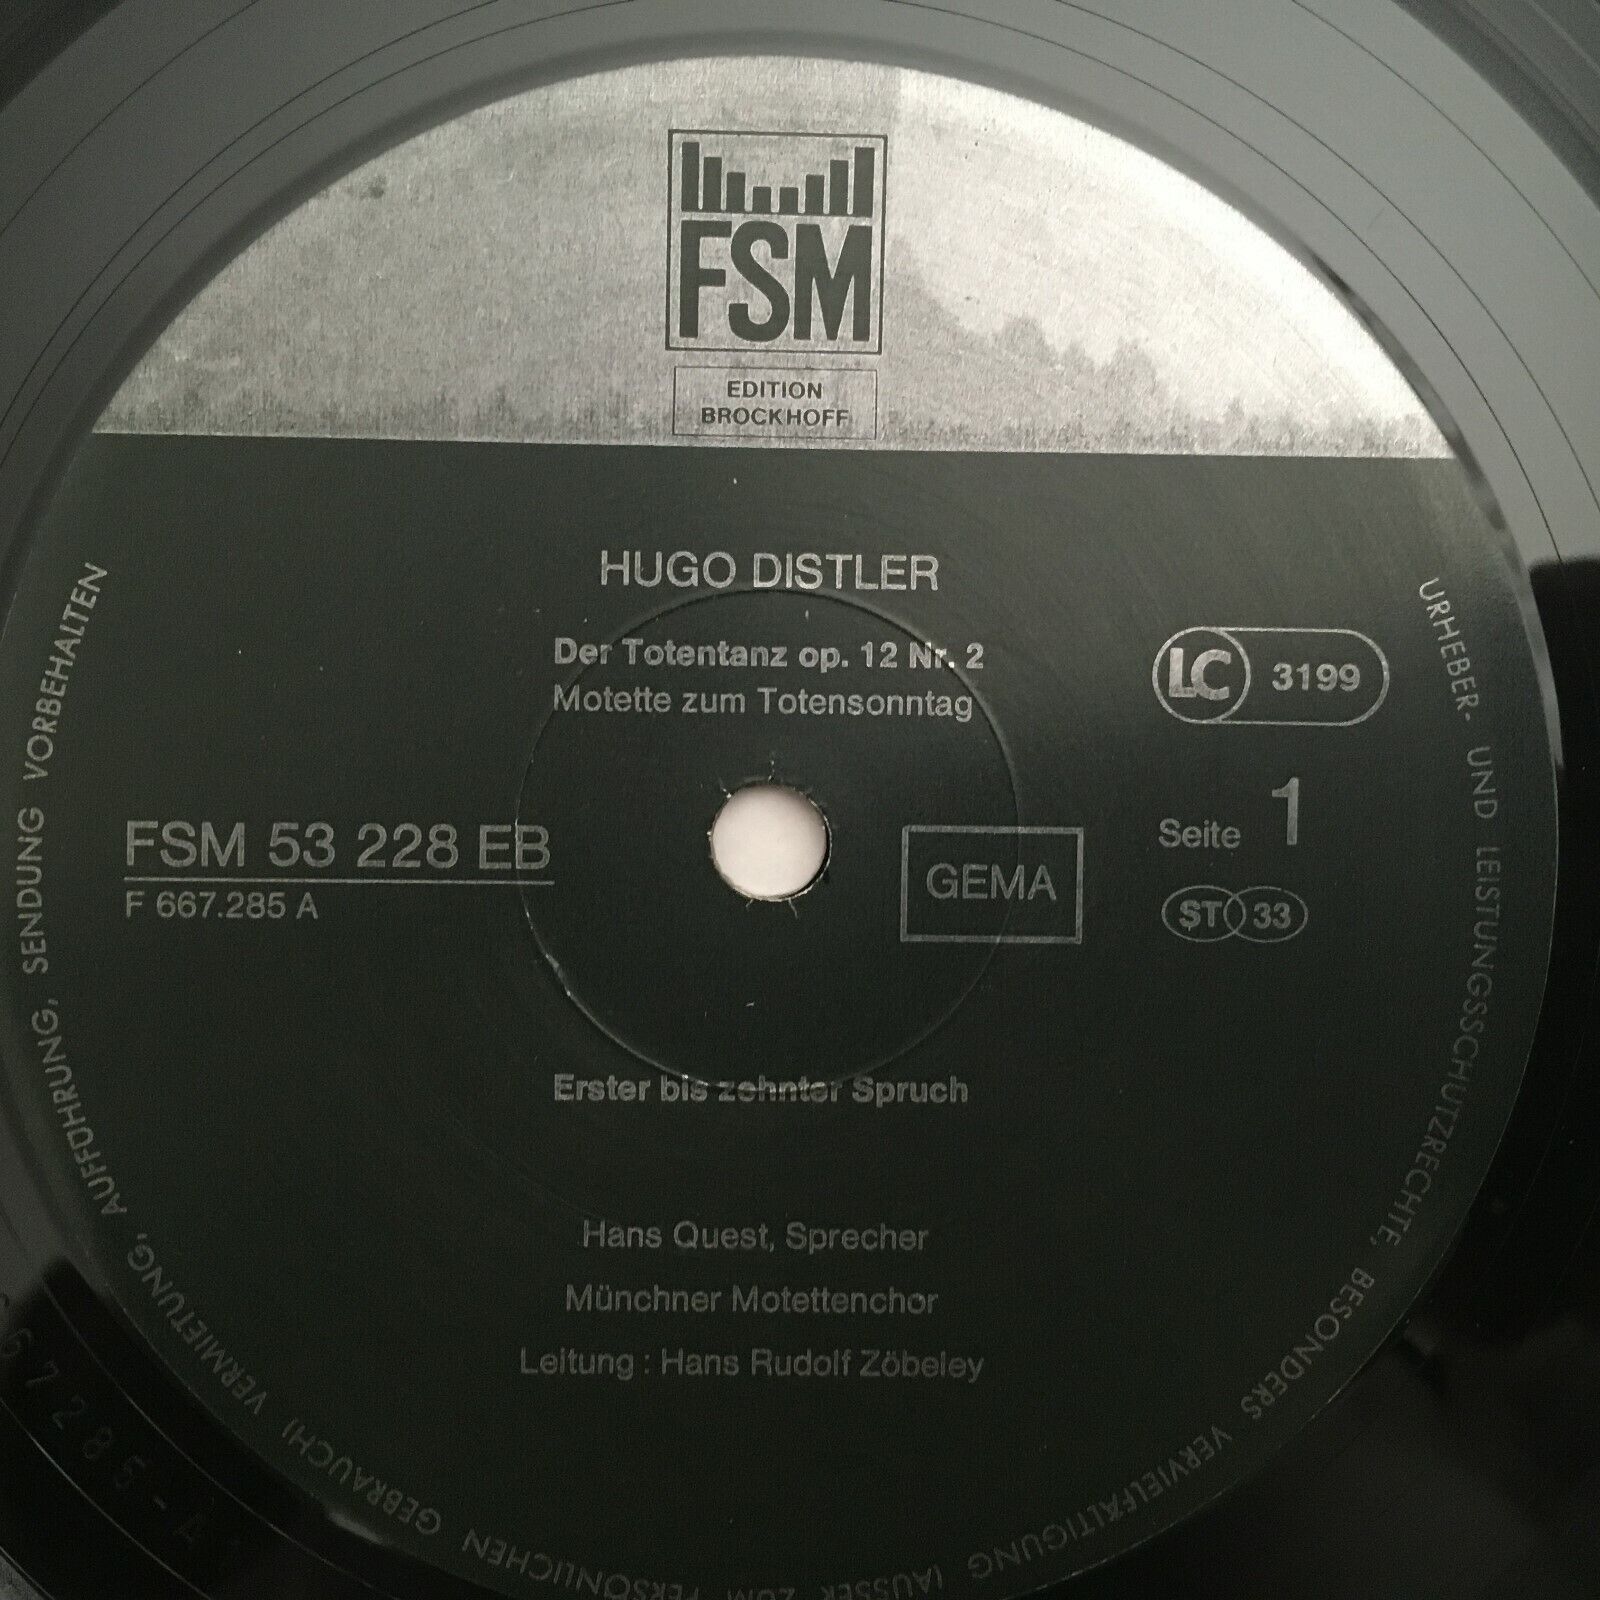 FSM
EDITION
BROCKHOFF
HUGO DISTLER
Der Totentanz op. 12 Nr. 2
Motette zum Totensonntag
LC 3199
FSM 53 228 EB
F 667.285 A
GEMA
Seite 1
ST 33
Erster bis zehnter Spruch
Hans Quest, Sprecher
Münchner Motettenchor
Leitung : Hans Rudolf Zöbeley
URHEBER- UND LEISTUNGSSCHUTZRECHTE, BESONDERS VERVIELFÄLTIGUNG (AUSSER ZUM PERSÖNLICHEN GEBRAUCH) VERMIETUNG, AUFFÜHRUNG, SENDUNG VORBEHALTEN